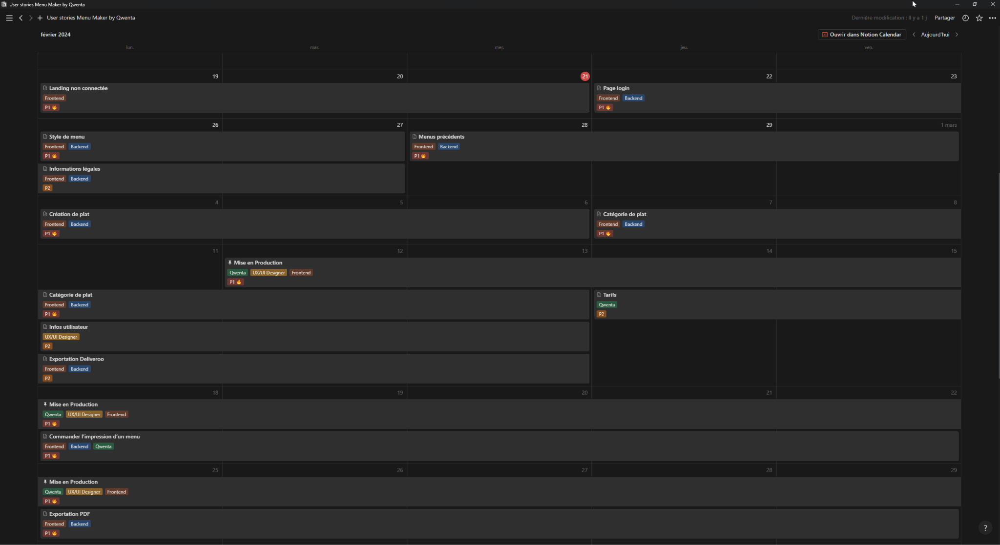 User stories Menu Maker by Qwenta
User stories Menu Maker by Qwenta
Dernière modification : Il y a 1 j
Partager
février 2024
Ouvrir dans Notion Calendar
Aujourd'hui
lun. mar. mer. jeu. ven.
19 20 21 22 23
Landing non connectée
Frontend
P1
Page login
Frontend Backend
P1
26 27 28 29 1 mars
Style de menu
Frontend Backend
P1
Menus précédents
Frontend Backend
P1
Informations légales
Frontend Backend
P2
4 5 6 7 8
Création de plat
Frontend Backend
P1
Catégorie de plat
Frontend Backend
P1
11 12 13 14 15
Mise en Production
Qwenta UX/UI Designer Frontend
P1
Catégorie de plat
Frontend Backend
P1
Tarifs
Qwenta
P2
Infos utilisateur
UX/UI Designer
P2
Exportation Deliveroo
Frontend Backend
P2
18 19 20 21 22
Mise en Production
Qwenta UX/UI Designer Frontend
P1
Commander l'impression d'un menu
Frontend Backend Qwenta
P1
25 26 27 28 29
Mise en Production
Qwenta UX/UI Designer Frontend
P1
Exportation PDF
Frontend Backend
P1
?